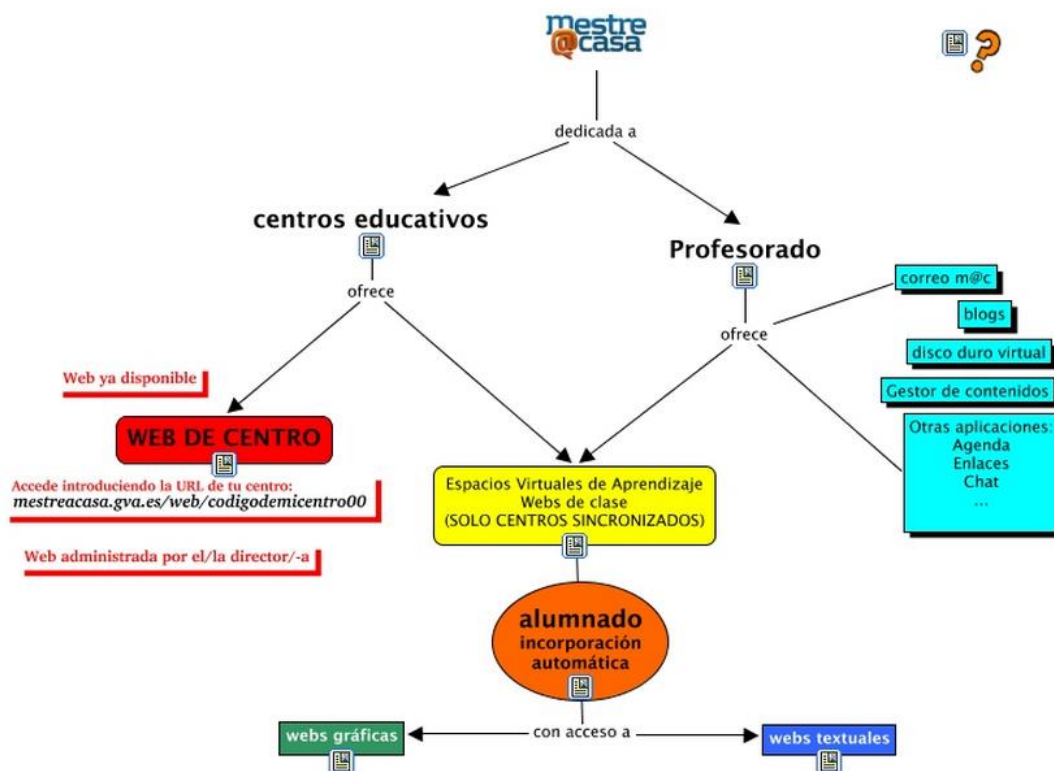 mestre
@casa
?
dedicada a
centros educativos
Profesorado
ofrece
ofrece
correo m@c
blogs
disco duro virtual
Gestor de contenidos
Otras aplicaciones:
Agenda
Enlaces
Chat
...
Web ya disponible
WEB DE CENTRO
Accede introduciendo la URL de tu centro:
mestreacasa.gva.es/web/codigodemicentro00
Web administrada por el/la director/-a
Espacios Virtuales de Aprendizaje
Webs de clase
(SOLO CENTROS SINCRONIZADOS)
alumnado
incorporación
automática
con acceso a
webs gráficas
webs textuales